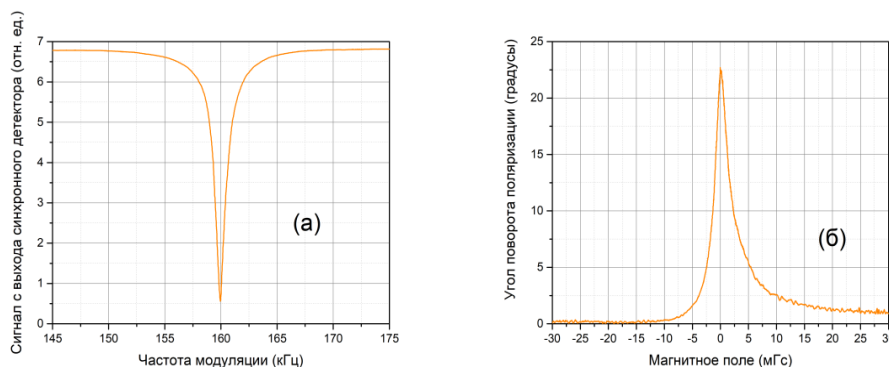 Сигнал с выхода синхронного детектора (отн. ед.)
7
6
5
4
3
2
1
0
(а)
145 150 155 160 165 170 175
Частота модуляции (кГц)
Угол поворота поляризации (градусы)
25
20
15
10
5
0
(б)
-30 -25 -20 -15 -10 -5 0 5 10 15 20 25 30
Магнитное поле (мГс)